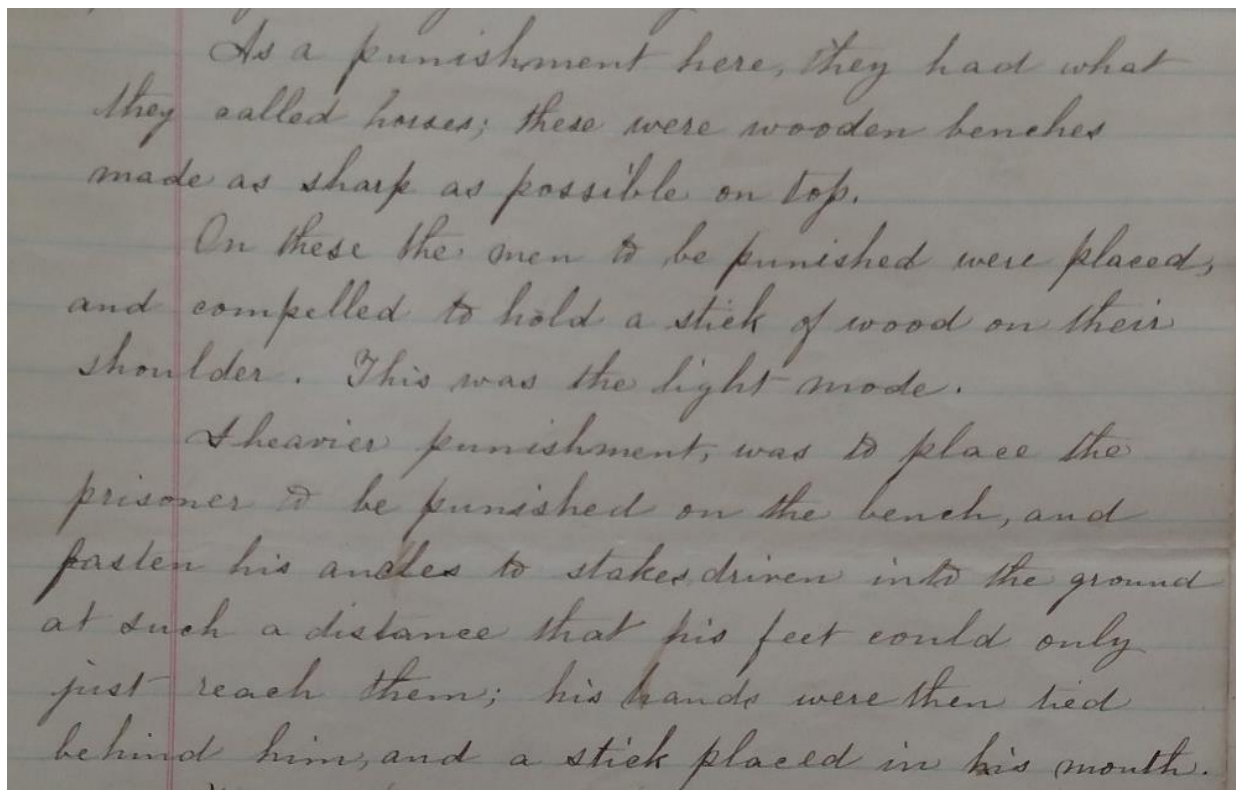 As a punishment here, they had what
they called horses; these were wooden benches
made as sharp as possible on top.
On these the men to be punished were placed,
and compelled to hold a stick of wood on their
shoulder. This was the light mode.
A heavier punishment, was to place the
prisoner to be punished on the bench, and
fasten his ancles to stakes driven into the ground
at such a distance that his feet could only
just reach them; his hands were then tied
behind him, and a stick placed in his mouth.